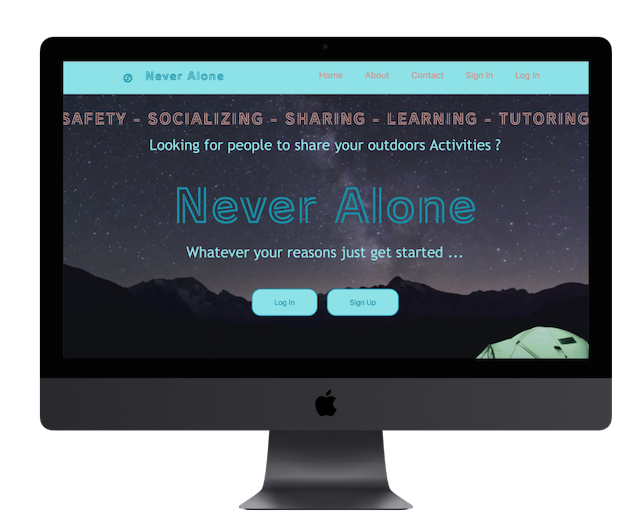 Never Alone Home About Contact Sign In Log In
SAFETY - SOCIALIZING - SHARING - LEARNING - TUTORING
Looking for people to share your outdoors Activities ?
Never Alone
Whatever your reasons just get started ...
Log In Sign Up